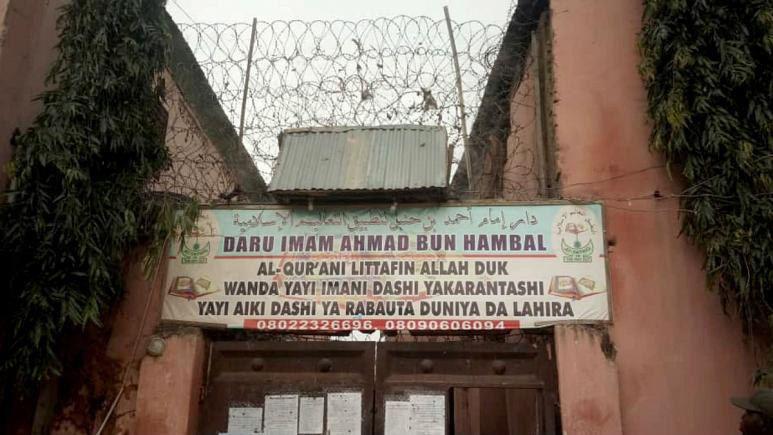 دار إمام أحمد بن حنبل لتطبيق التعاليم الإسلامية
DARU IMAM AHMAD BUN HAMBAL
AL-QUR'ANI LITTAFIN ALLAH DUK
WANDA YAYI IMANI DASHI YAKARANTASHI
YAYI AIKI DASHI YA RABAUTA DUNIYA DA LAHIRA
08022326696, 08090606094